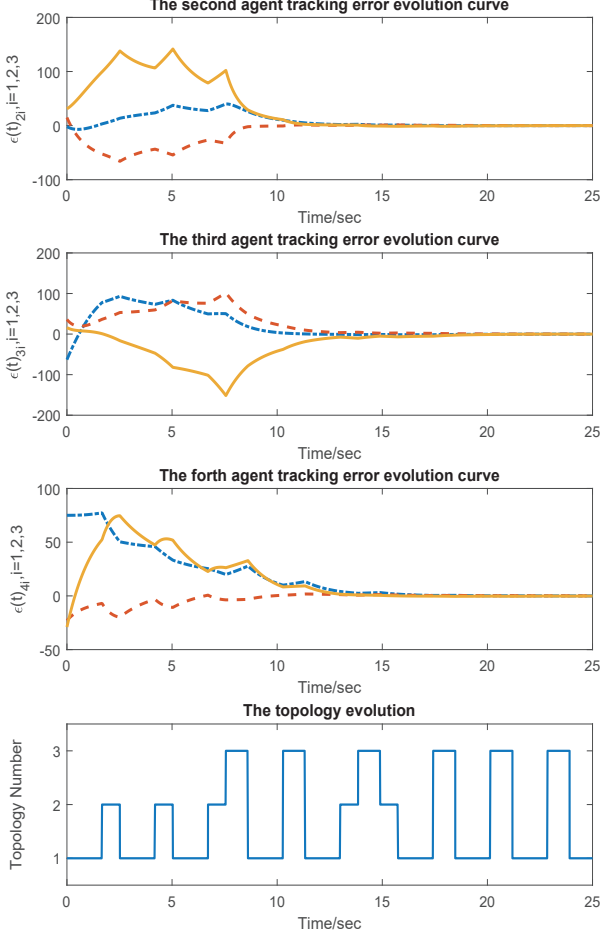 The second agent tracking error evolution curve
200
100
0
-100
0 5 10 15 20 25
ϵ(t)2i,i=1,2,3
Time/sec
The third agent tracking error evolution curve
200
100
0
-100
-200
0 5 10 15 20 25
ϵ(t)3i,i=1,2,3
Time/sec
The forth agent tracking error evolution curve
100
50
0
-50
0 5 10 15 20 25
ϵ(t)4i,i=1,2,3
Time/sec
The topology evolution
3
2
1
0 5 10 15 20 25
Topology Number
Time/sec